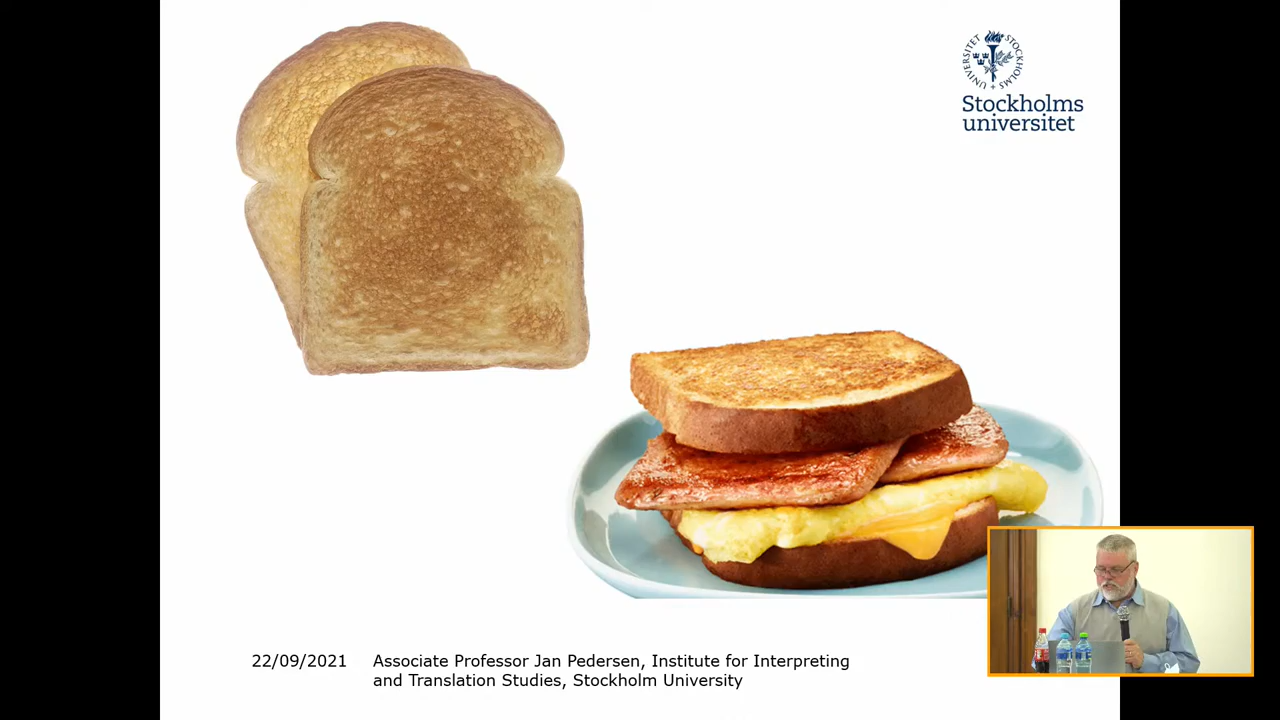 UNIVERSITET STOCKHOLMS
Stockholms
universitet
22/09/2021 Associate Professor Jan Pedersen, Institute for Interpreting
and Translation Studies, Stockholm University